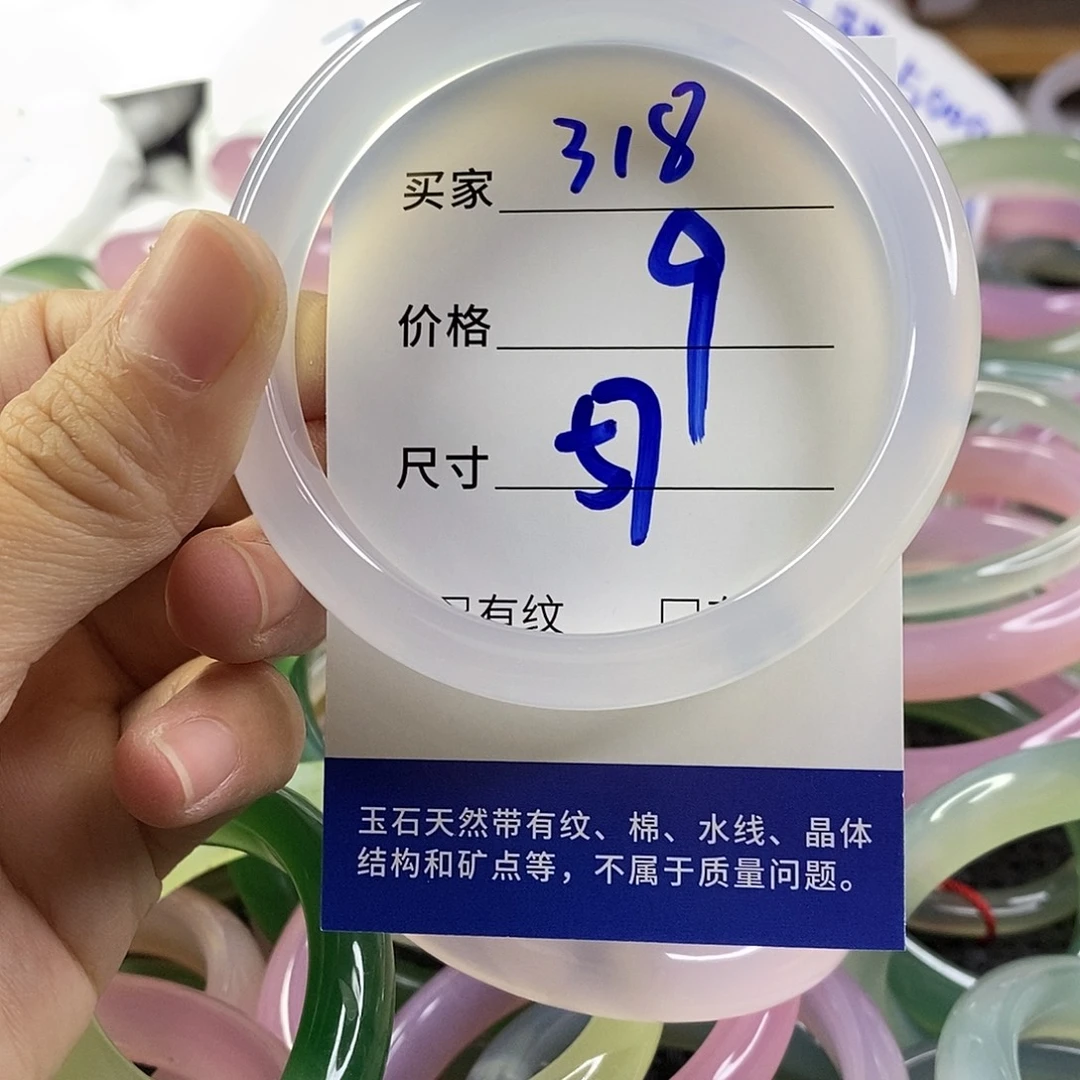 买家 318
价格 9
尺寸 57
有纹
玉石天然带有纹、棉、水线、晶体
结构和矿点等，不属于质量问题。